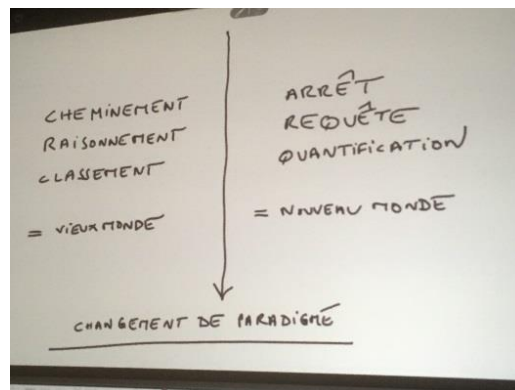 CHEMINEMENT
RAISONNEMENT
CLASSEMENT
= VIEUX MONDE
ARRÊT
REQUÊTE
QUANTIFICATION
= NOUVEAU MONDE
CHANGEMENT DE PARADIGME